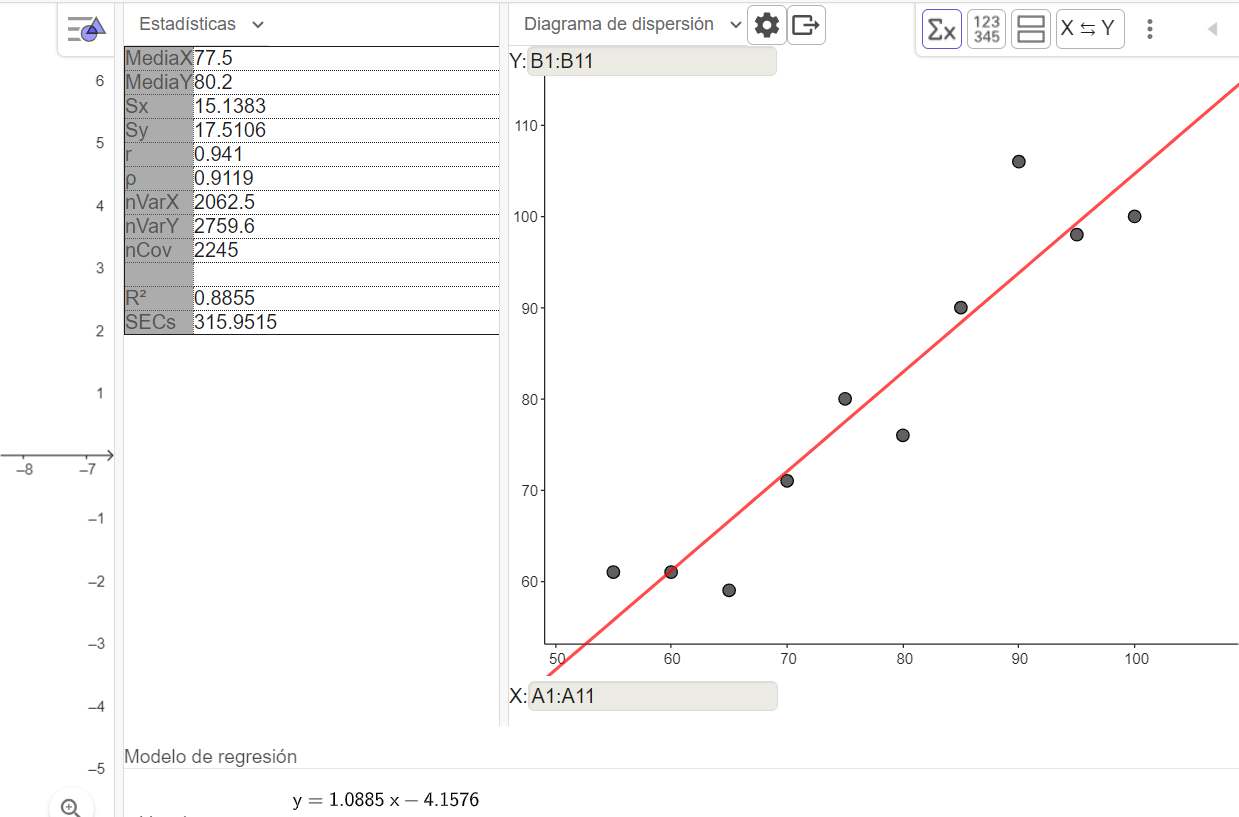 Estadísticas
MediaX 77.5
MediaY 80.2
Sx 15.1383
Sy 17.5106
r 0.941
ρ 0.9119
nVarX 2062.5
nVarY 2759.6
nCov 2245
R² 0.8855
SECs 315.9515
6
5
4
3
2
1
–8 –7
–1
–2
–3
–4
–5
Diagrama de dispersión
Σx
123
345
X ⇆ Y
Y: B1:B11
110
100
90
80
70
60
50 60 70 80 90 100
X: A1:A11
Modelo de regresión
y = 1.0885 x – 4.1576